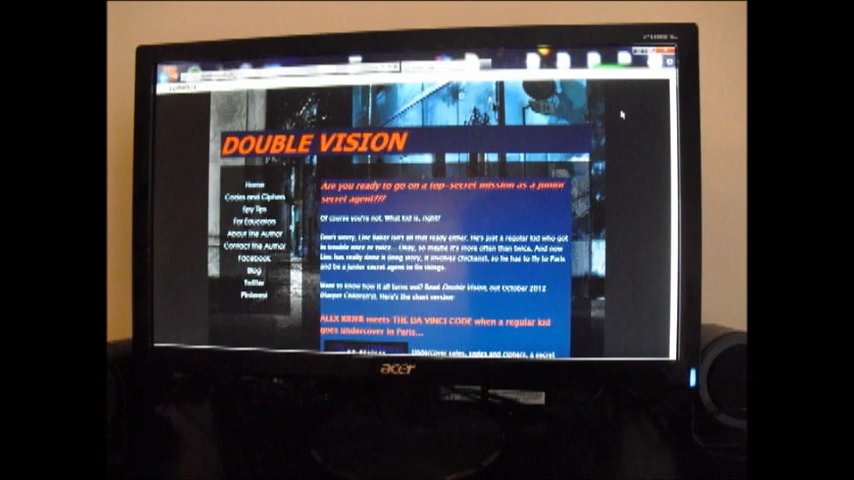 DOUBLE VISION
Home
Codes and Ciphers
Spy Tips
For Educators
About the Author
Contact the Author
Facebook
Blog
Twitter
Pinterest
Are you ready to go on a top-secret mission as a junior
secret agent???
Of course you're not. What kid is, right?
Don't worry, Linc Baker isn't all that ready either. He's just a regular kid who got
in trouble once or twice... Okay, so maybe it's more often than twice. And now
Linc has really done it (long story, it involves chickens), so he has to fly to Paris
and be a junior secret agent to fix things.
Want to know how it all turns out? Read Double Vision, out October 2012
(Harper Childrens). Here's the short version:
ALEX RIDER meets THE DA VINCI CODE when a regular kid
goes undercover in Paris...
Undercover aliases, codes and ciphers, a secret
acer